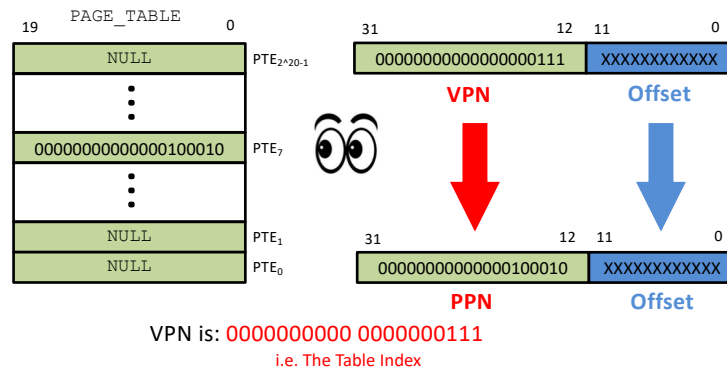 PAGE_TABLE
19 0
NULL PTE2^20-1
00000000000000100010 PTE7
NULL PTE1
NULL PTE0
31 12 11 0
00000000000000000111 XXXXXXXXXXXX
VPN Offset
31 12 11 0
00000000000000100010 XXXXXXXXXXXX
PPN Offset
VPN is: 0000000000 0000000111
i.e. The Table Index